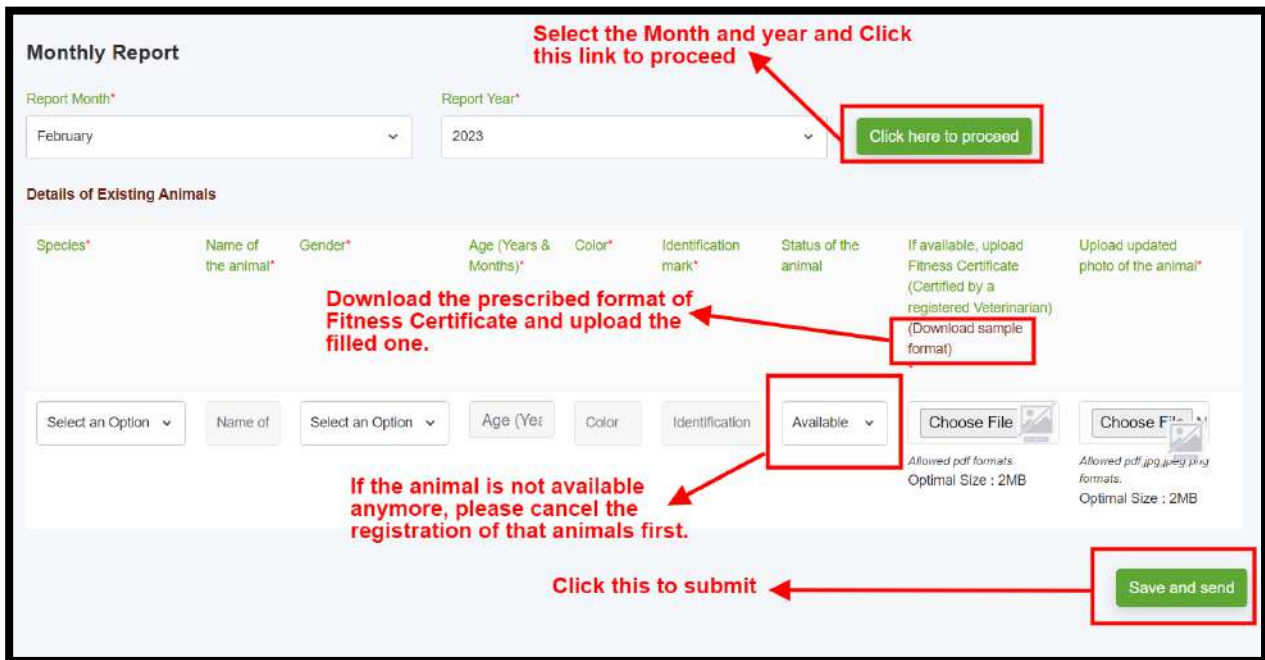 Select the Month and year and Click
this link to proceed
Monthly Report
Report Month*
Report Year*
February
2023
Click here to proceed
Details of Existing Animals
Species*
Name of
the animal*
Gender*
Age (Years &
Months)*
Color*
Identification
mark*
Status of the
animal
If available, upload
Fitness Certificate
(Certified by a
registered Veterinarian)
(Download sample
format)
*
Upload updated
photo of the animal*
Download the prescribed format of
Fitness Certificate and upload the
filled one.
Select an Option
Name of
Select an Option
Age (Yea
Color
Identification
Available
Choose File
Choose File
Allowed pdf formats.
Optimal Size : 2MB
Allowed pdf,jpg,jpeg,png
formats.
Optimal Size : 2MB
If the animal is not available
anymore, please cancel the
registration of that animals first.
Click this to submit
Save and send